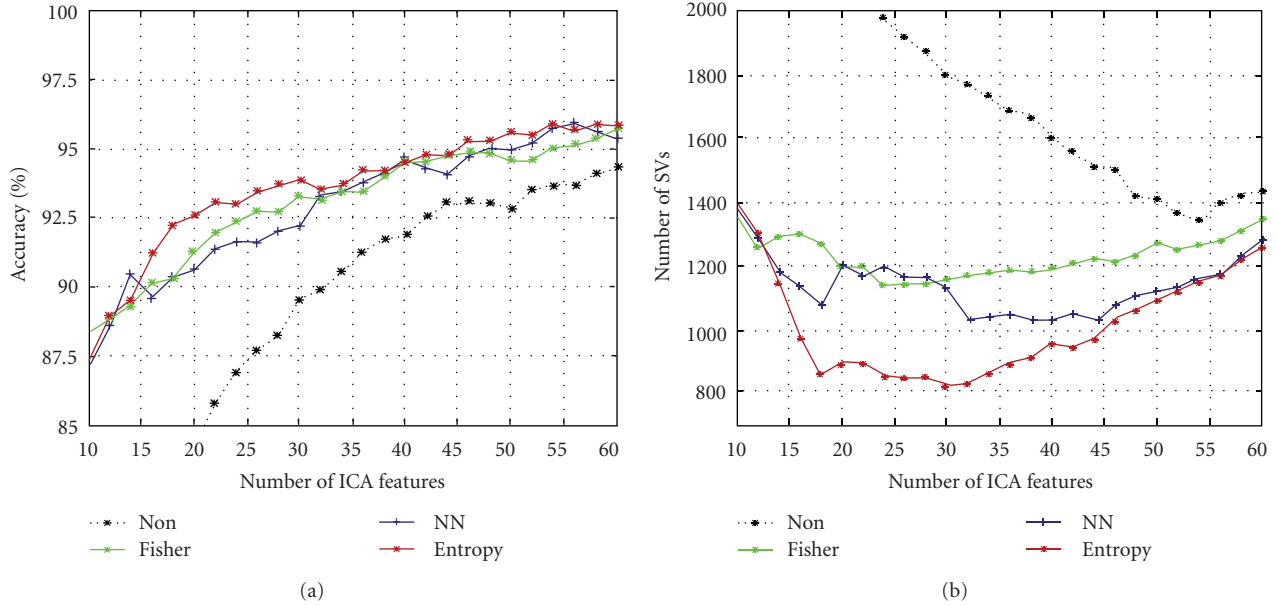 100
97.5
95
92.5
90
87.5
85
Accuracy (%)
10 15 20 25 30 35 40 45 50 55 60
Number of ICA features
Non
Fisher
NN
Entropy
(a)
2000
1800
1600
1400
1200
1000
800
Number of SVs
10 15 20 25 30 35 40 45 50 55 60
Number of ICA features
Non
Fisher
NN
Entropy
(b)